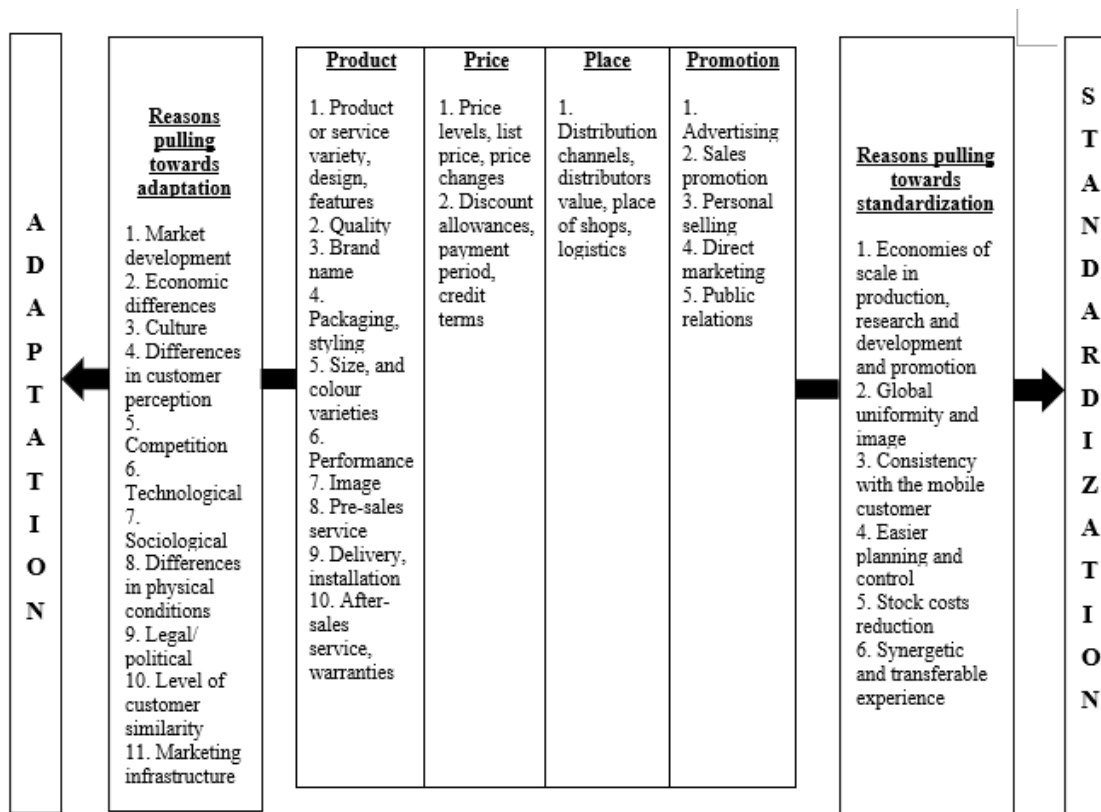 A
D
A
P
T
A
T
I
O
N
Reasons
pulling
towards
adaptation
1. Market
development
2. Economic
differences
3. Culture
4. Differences
in customer
perception
5.
Competition
6.
Technological
7.
Sociological
8. Differences
in physical
conditions
9. Legal/
political
10. Level of
customer
similarity
11. Marketing
infrastructure
Product
1. Product
or service
variety,
design,
features
2. Quality
3. Brand
name
4.
Packaging,
styling
5. Size, and
colour
varieties
6.
Performance
7. Image
8. Pre-sales
service
9. Delivery,
installation
10. After-
sales
service,
warranties
Price
1. Price
levels, list
price, price
changes
2. Discount
allowances,
payment
period,
credit
terms
Place
1.
Distribution
channels,
distributors
value, place
of shops,
logistics
Promotion
1.
Advertising
2. Sales
promotion
3. Personal
selling
4. Direct
marketing
5. Public
relations
Reasons pulling
towards
standardization
1. Economies of
scale in
production,
research and
development
and promotion
2. Global
uniformity and
image
3. Consistency
with the mobile
customer
4. Easier
planning and
control
5. Stock costs
reduction
6. Synergetic
and transferable
experience
S
T
A
N
D
A
R
D
I
Z
A
T
I
O
N